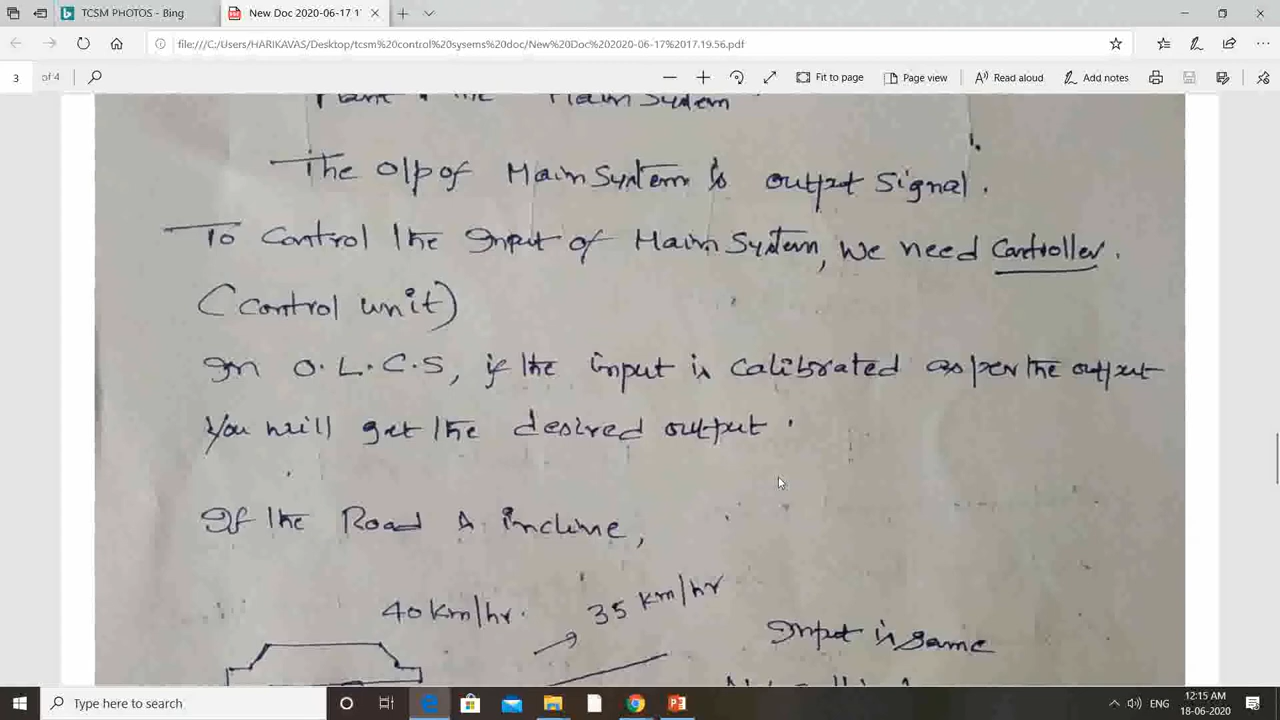 TCSM PHOTOS - Bing
New Doc 2020-06-17 17
file:///C:/Users/HARIKAVAS/Desktop/tcsm%20control%20sysems%20doc/New%20Doc%202020-06-17%2017.19.56.pdf
3 of 4
Fit to page
Page view
Read aloud
Add notes
Main System
The O/p of Main System is output Signal.
To Control the Input of Main System, We need Controller.
(Control unit)
In O.L.C.S, if the input is calibrated as per the output
You will get the desired output.
If the Road is incline,
40 km/hr.
35 km/hr
Input is same
Type here to search
12:15 AM
ENG
18-06-2020